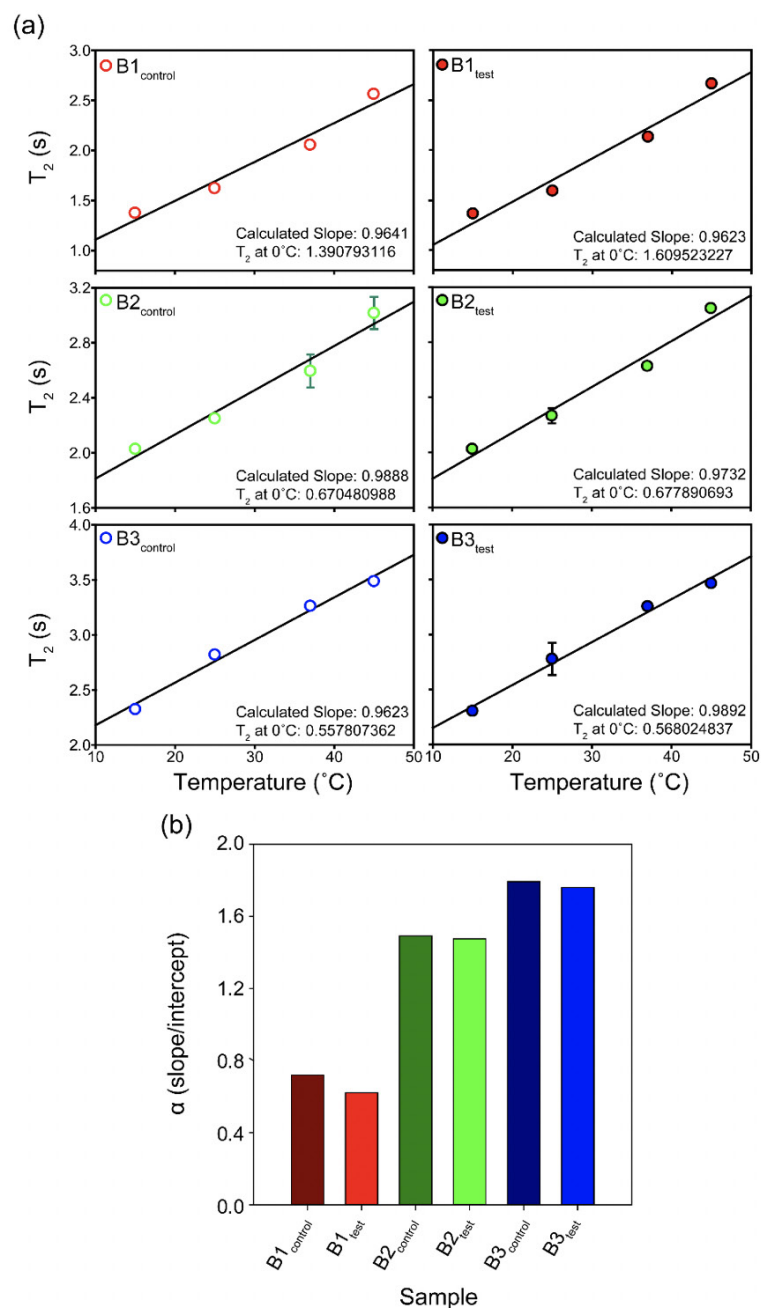 (a)
B1control
B1test
3.0
2.5
2.0
1.5
1.0
T2 (s)
Calculated Slope: 0.9641
T2 at 0˚C: 1.390793116
Calculated Slope: 0.9623
T2 at 0˚C: 1.609523227
B2control
B2test
3.2
2.8
2.4
2.0
1.6
T2 (s)
Calculated Slope: 0.9888
T2 at 0˚C: 0.670480988
Calculated Slope: 0.9732
T2 at 0˚C: 0.677890693
B3control
B3test
4.0
3.5
3.0
2.5
2.0
T2 (s)
Calculated Slope: 0.9623
T2 at 0˚C: 0.557807362
Calculated Slope: 0.9892
T2 at 0˚C: 0.568024837
10 20 30 40 50
10 20 30 40 50
Temperature (˚C)
Temperature (˚C)
(b)
2.0
1.6
1.2
0.8
0.4
0.0
α (slope/intercept)
B1control
B1test
B2control
B2test
B3control
B3test
Sample